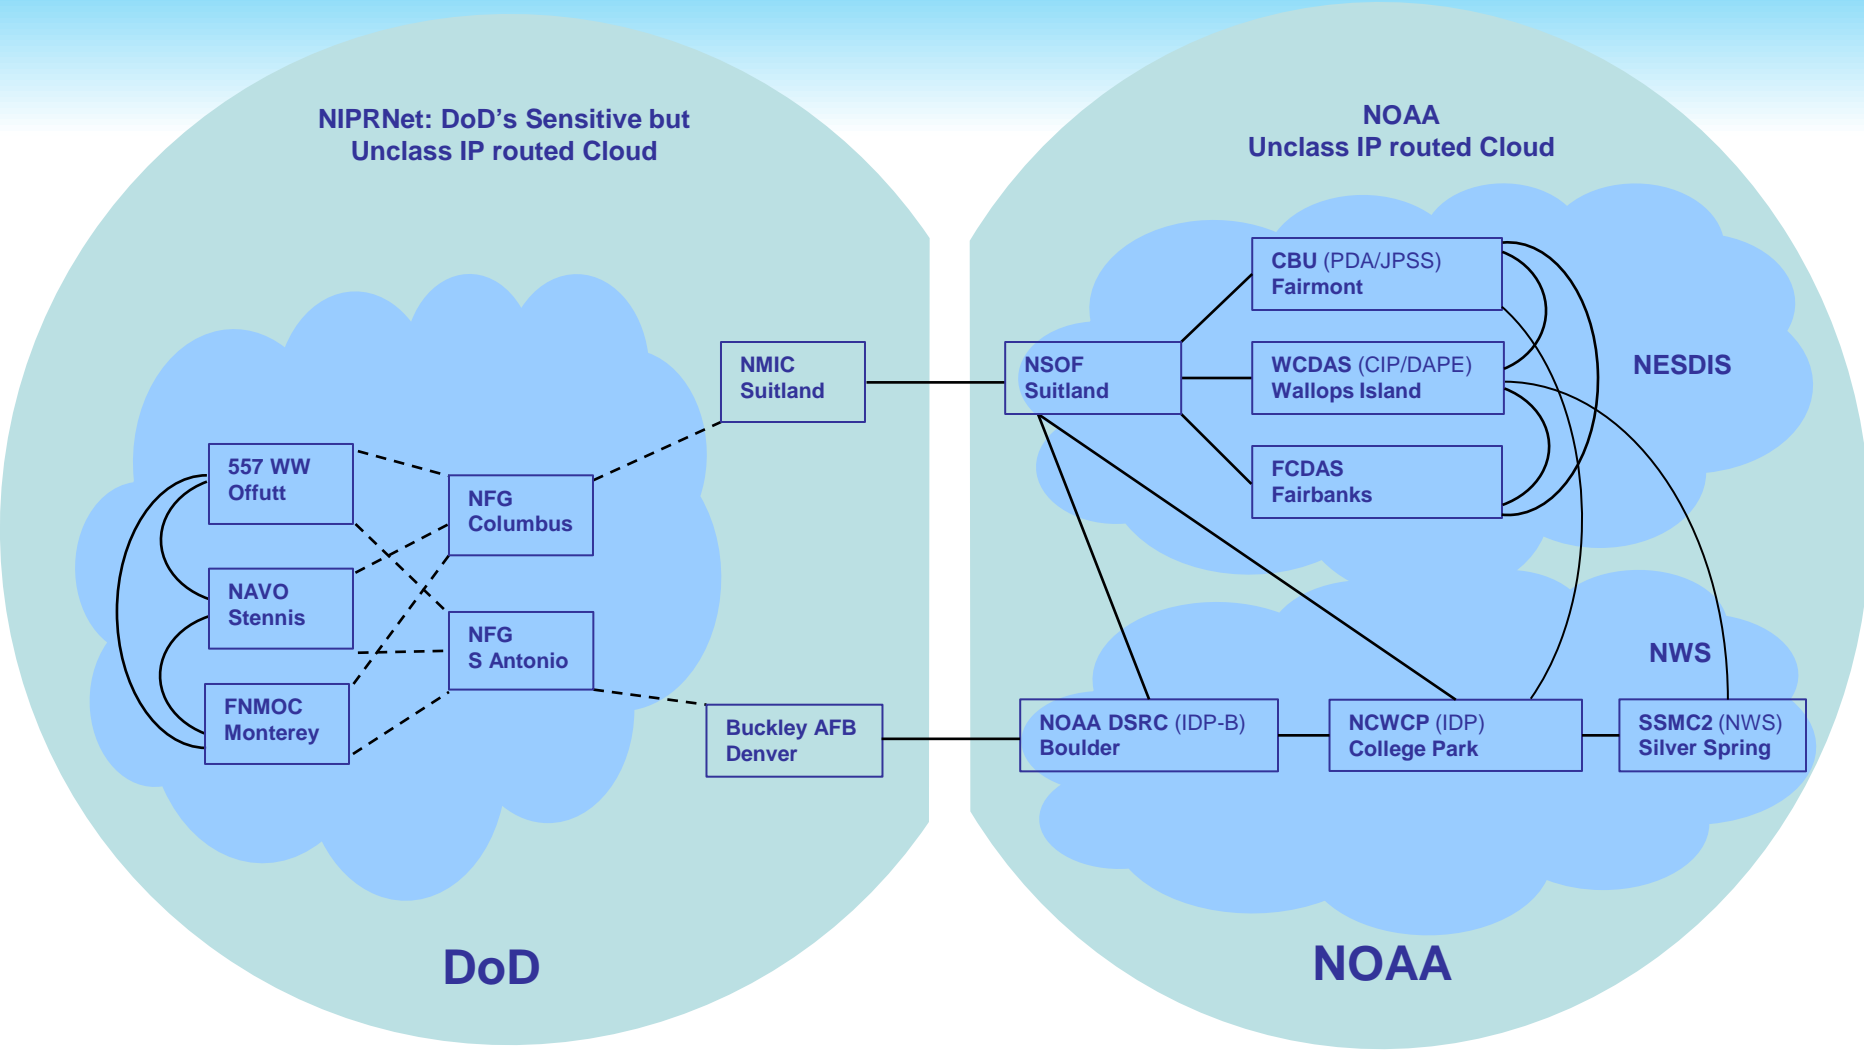 NIPRNet: DoD's Sensitive but
Unclass IP routed Cloud
NMIC
Suitland
557 WW
Offutt
NFG
Columbus
NAVO
Stennis
NFG
S Antonio
FNMOC
Monterey
Buckley AFB
Denver
DoD
NOAA
Unclass IP routed Cloud
CBU (PDA/JPSS)
Fairmont
NSOF
Suitland
WCDAS (CIP/DAPE)
Wallops Island
NESDIS
FCDAS
Fairbanks
NWS
NOAA DSRC (IDP-B)
Boulder
NCWCP (IDP)
College Park
SSMC2 (NWS)
Silver Spring
NOAA